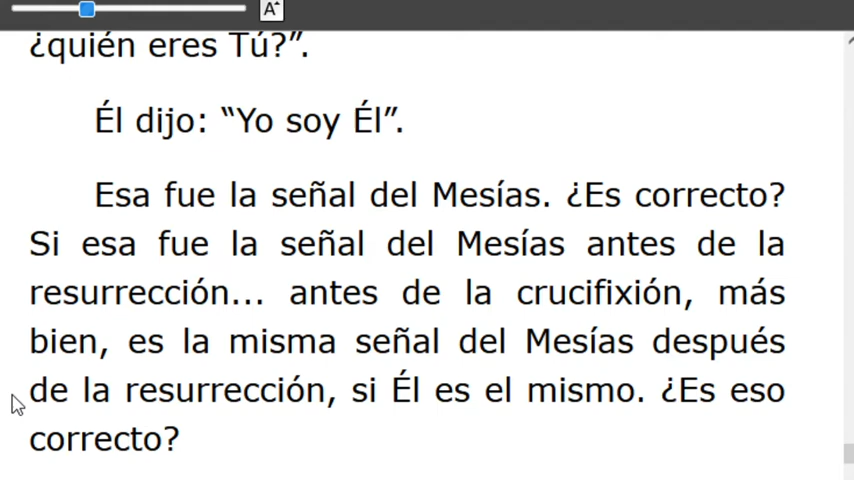 A
¿quién eres Tú?”.
Él dijo: “Yo soy Él”.
Esa fue la señal del Mesías. ¿Es correcto?
Si esa fue la señal del Mesías antes de la
resurrección... antes de la crucifixión, más
bien, es la misma señal del Mesías después
de la resurrección, si Él es el mismo. ¿Es eso
correcto?